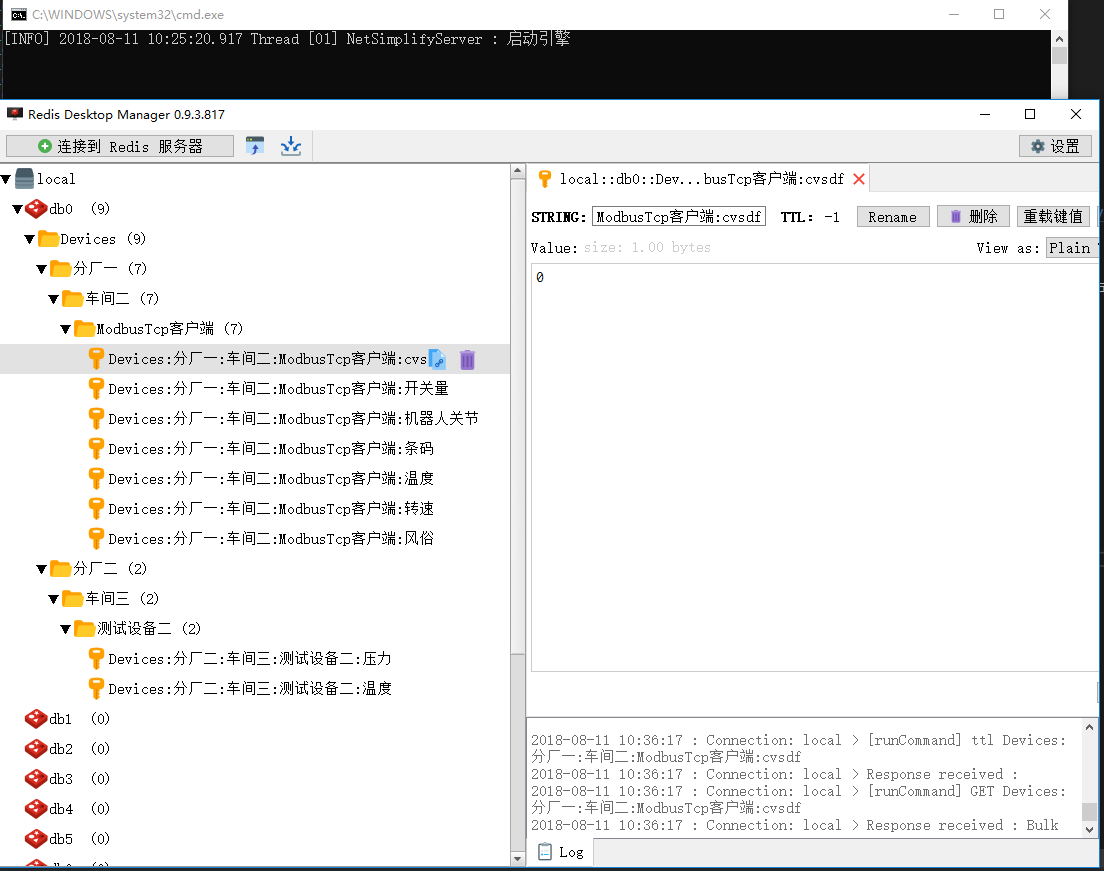 C:\WINDOWS\system32\cmd.exe
[INFO] 2018-08-11 10:25:20.917 Thread [01] NetSimplifyServer : 启动引擎
Redis Desktop Manager 0.9.3.817
连接到 Redis 服务器
设置
local
db0 (9)
Devices (9)
分厂一 (7)
车间二 (7)
ModbusTcp客户端 (7)
Devices:分厂一:车间二:ModbusTcp客户端:cvs
Devices:分厂一:车间二:ModbusTcp客户端:开关量
Devices:分厂一:车间二:ModbusTcp客户端:机器人关节
Devices:分厂一:车间二:ModbusTcp客户端:条码
Devices:分厂一:车间二:ModbusTcp客户端:温度
Devices:分厂一:车间二:ModbusTcp客户端:转速
Devices:分厂一:车间二:ModbusTcp客户端:风俗
分厂二 (2)
车间三 (2)
测试设备二 (2)
Devices:分厂二:车间三:测试设备二:压力
Devices:分厂二:车间三:测试设备二:温度
db1 (0)
db2 (0)
db3 (0)
db4 (0)
db5 (0)
local::db0::Dev...busTcp客户端:cvsdf
STRING: ModbusTcp客户端:cvsdf TTL: -1 Rename 删除 重载键值
Value: size: 1.00 bytes View as: Plain
0
2018-08-11 10:36:17 : Connection: local > [runCommand] ttl Devices:
分厂一:车间二:ModbusTcp客户端:cvsdf
2018-08-11 10:36:17 : Connection: local > Response received :
2018-08-11 10:36:17 : Connection: local > [runCommand] GET Devices:
分厂一:车间二:ModbusTcp客户端:cvsdf
2018-08-11 10:36:17 : Connection: local > Response received : Bulk
Log